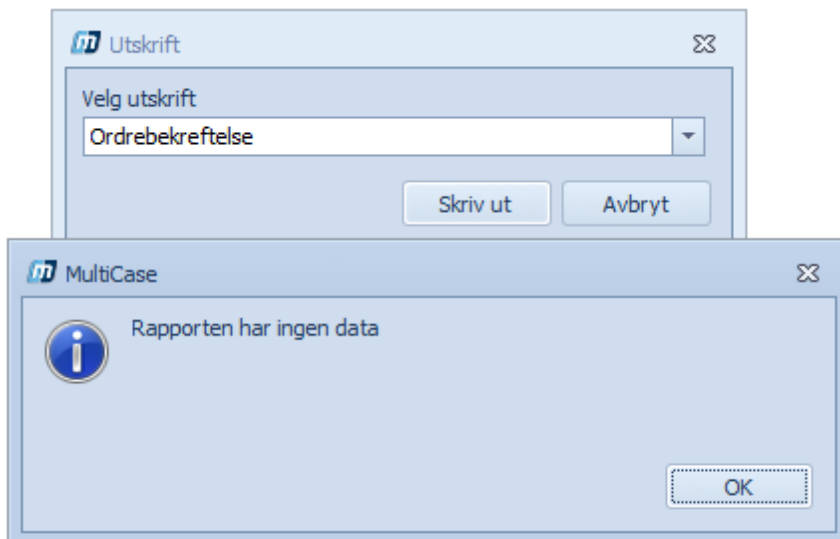 Utskrift
Velg utskrift
Ordrebekreftelse
Skriv ut
Avbryt
MultiCase
Rapporten har ingen data
OK